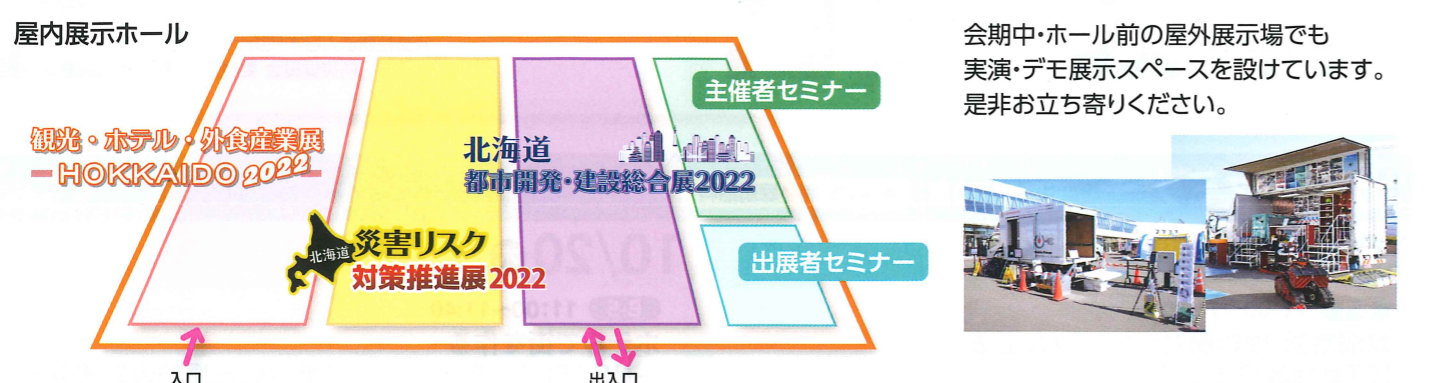 屋内展示ホール
観光・ホテル・外食産業展
HOKKAIDO 2022
北海道
災害リスク
対策推進展2022
北海道
都市開発・建設総合展2022
主催者セミナー
出展者セミナー
入口
出入口
会期中・ホール前の屋外展示場でも
実演・デモ展示スペースを設けています。
是非お立ち寄りください。